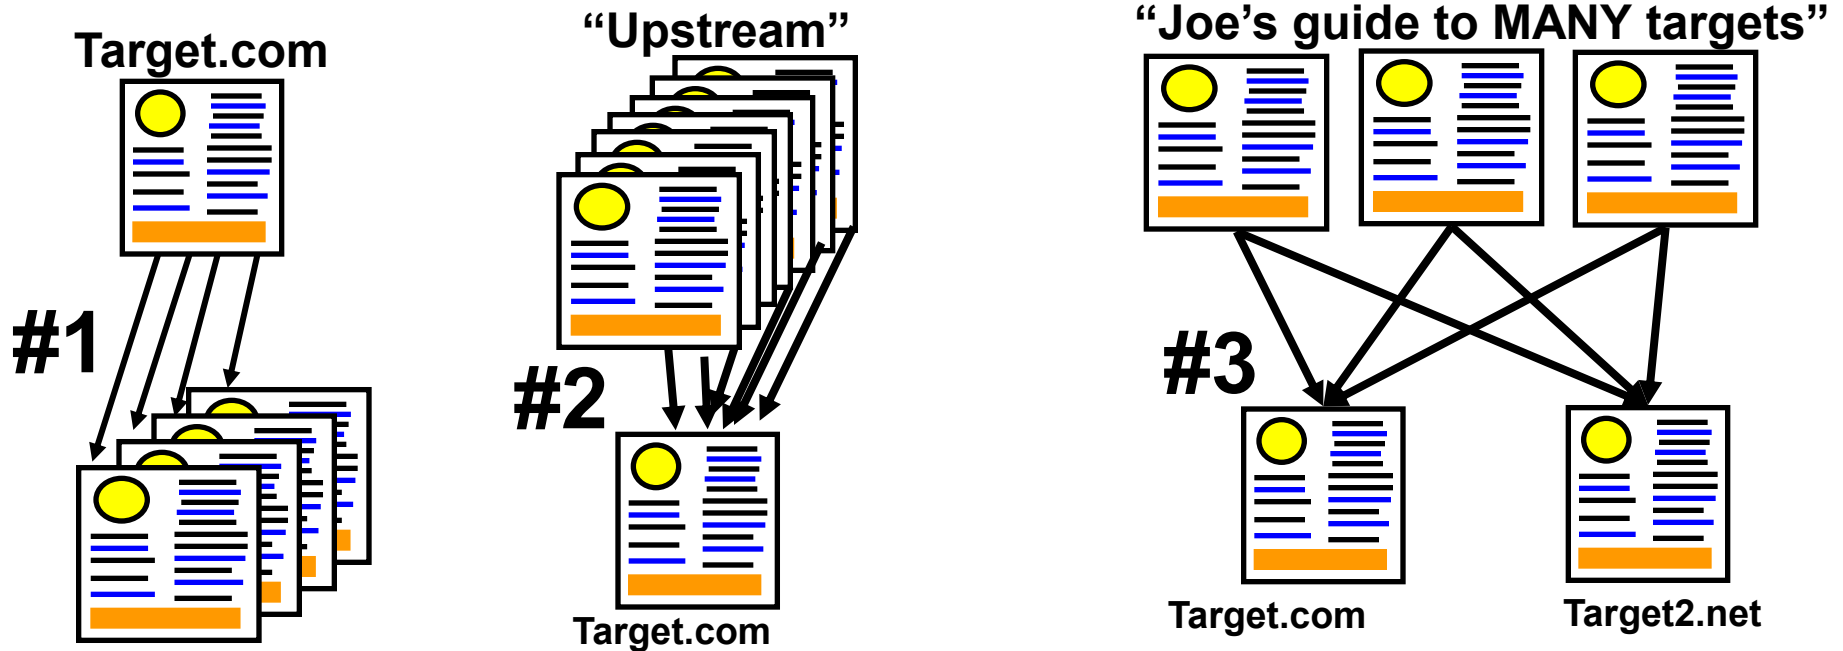 Target.com
#1
“Upstream”
#2
Target.com
“Joe’s guide to MANY targets”
#3
Target.com
Target2.net